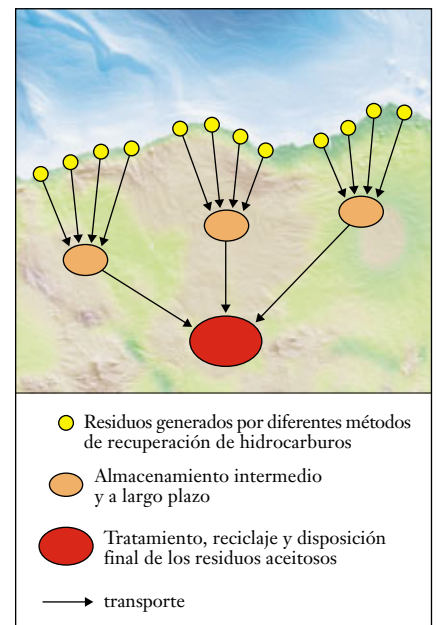 Residuos generados por diferentes métodos
de recuperación de hidrocarburos
Almacenamiento intermedio
y a largo plazo
Tratamiento, reciclaje y disposición
final de los residuos aceitosos
transporte